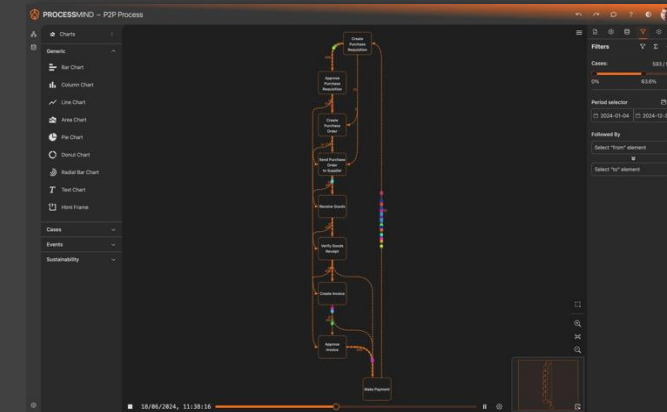 PROCESSMIND – P2P Process
Charts
Generic
Bar Chart
Column Chart
Line Chart
Area Chart
Pie Chart
Donut Chart
Radial Bar Chart
Text Chart
Html Frame
Cases
Events
Sustainability
Create
Purchase
Requisition
Approve
Purchase
Requisition
Create
Purchase
Order
Send Purchase
Order
to Supplier
Receive Goods
Verify Goods
Receipt
Create Invoice
Approve
Invoice
Make Payment
18/06/2024, 11:38:16
Filters
Cases:
0%
63.6%
Period selector
2024-01-04
Followed By
Select "from" element
Select "to" element